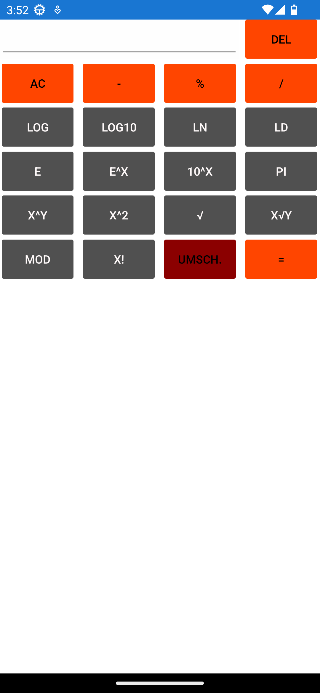 3:52
DEL
AC - % /
LOG LOG10 LN LD
E E^X 10^X PI
X^Y X^2 √ X√Y
MOD X! UMSCH. =